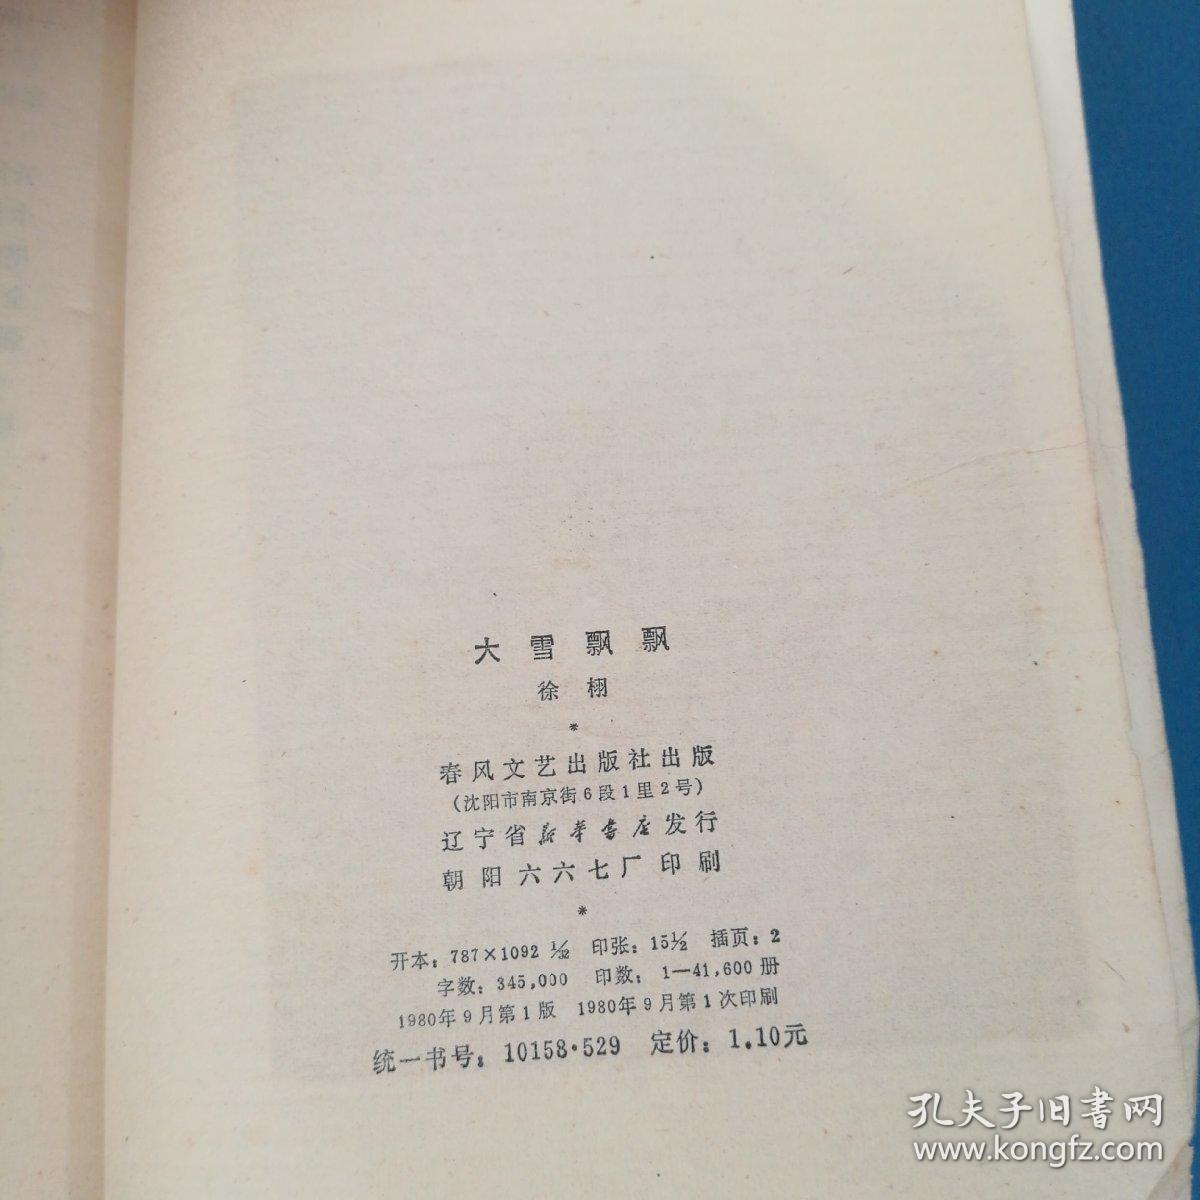 大雪飘飘
徐栩
*
春风文艺出版社出版
（沈阳市南京街6段1里2号）
辽宁省新华书店发行
朝阳六六七厂印刷
*
开本：787×1092 1/32 印张：15 1/2 插页：2
字数：345,000 印数：1—41,600册
1980年9月第1版 1980年9月第1次印刷
统一书号：10158·529 定价：1.10元
孔夫子旧书网
www.kongfz.com